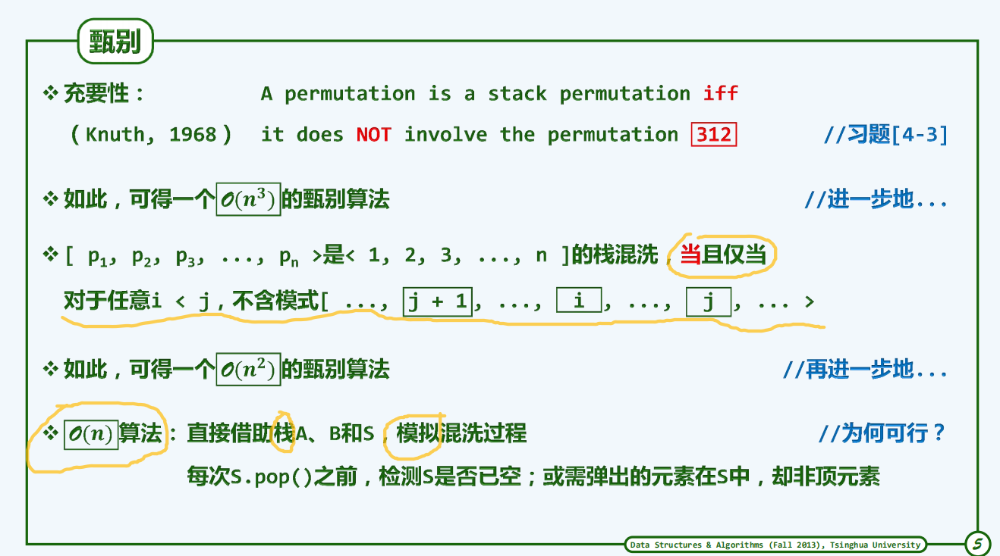 甄别
❖ 充要性： A permutation is a stack permutation iff
(Knuth, 1968) it does NOT involve the permutation 312 //习题[4-3]
❖ 如此，可得一个𝒪(n³)的甄别算法 //进一步地...
❖ [ p₁, p₂, p₃, ..., pₙ >是< 1, 2, 3, ..., n ]的栈混洗，当且仅当
对于任意i < j，不含模式[ ..., j + 1, ..., i, ..., j, ... >
❖ 如此，可得一个𝒪(n²)的甄别算法 //再进一步地...
❖ 𝒪(n)算法：直接借助栈A、B和S，模拟混洗过程 //为何可行？
每次S.pop()之前，检测S是否已空；或需弹出的元素在S中，却非顶元素
Data Structures & Algorithms (Fall 2013), Tsinghua University
5